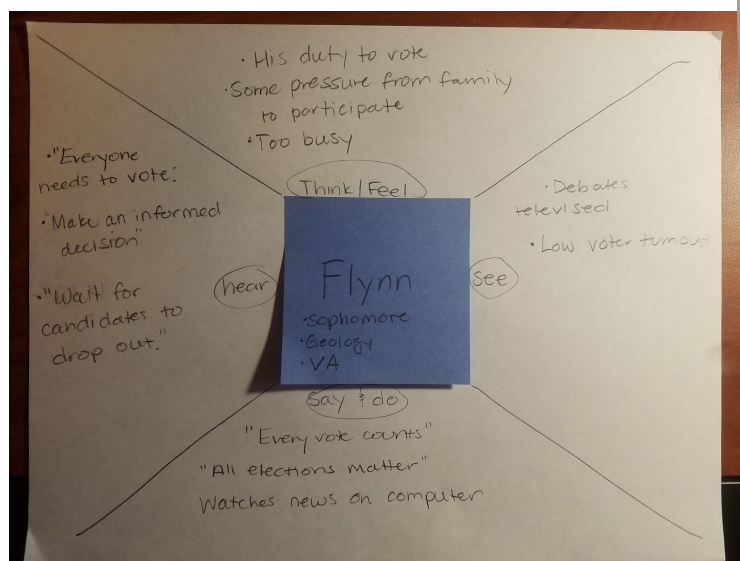 • His duty to vote
• Some pressure from family
to participate
• Too busy
Think/Feel
• "Everyone
needs to vote."
• "Make an informed
decision"
• "Wait for
candidates to
drop out."
hear
Flynn
• Sophomore
• Geology
• VA
see
• Debates
televised
• Low voter turnout
Say & do
"Every vote counts"
"All elections matter"
Watches news on computer